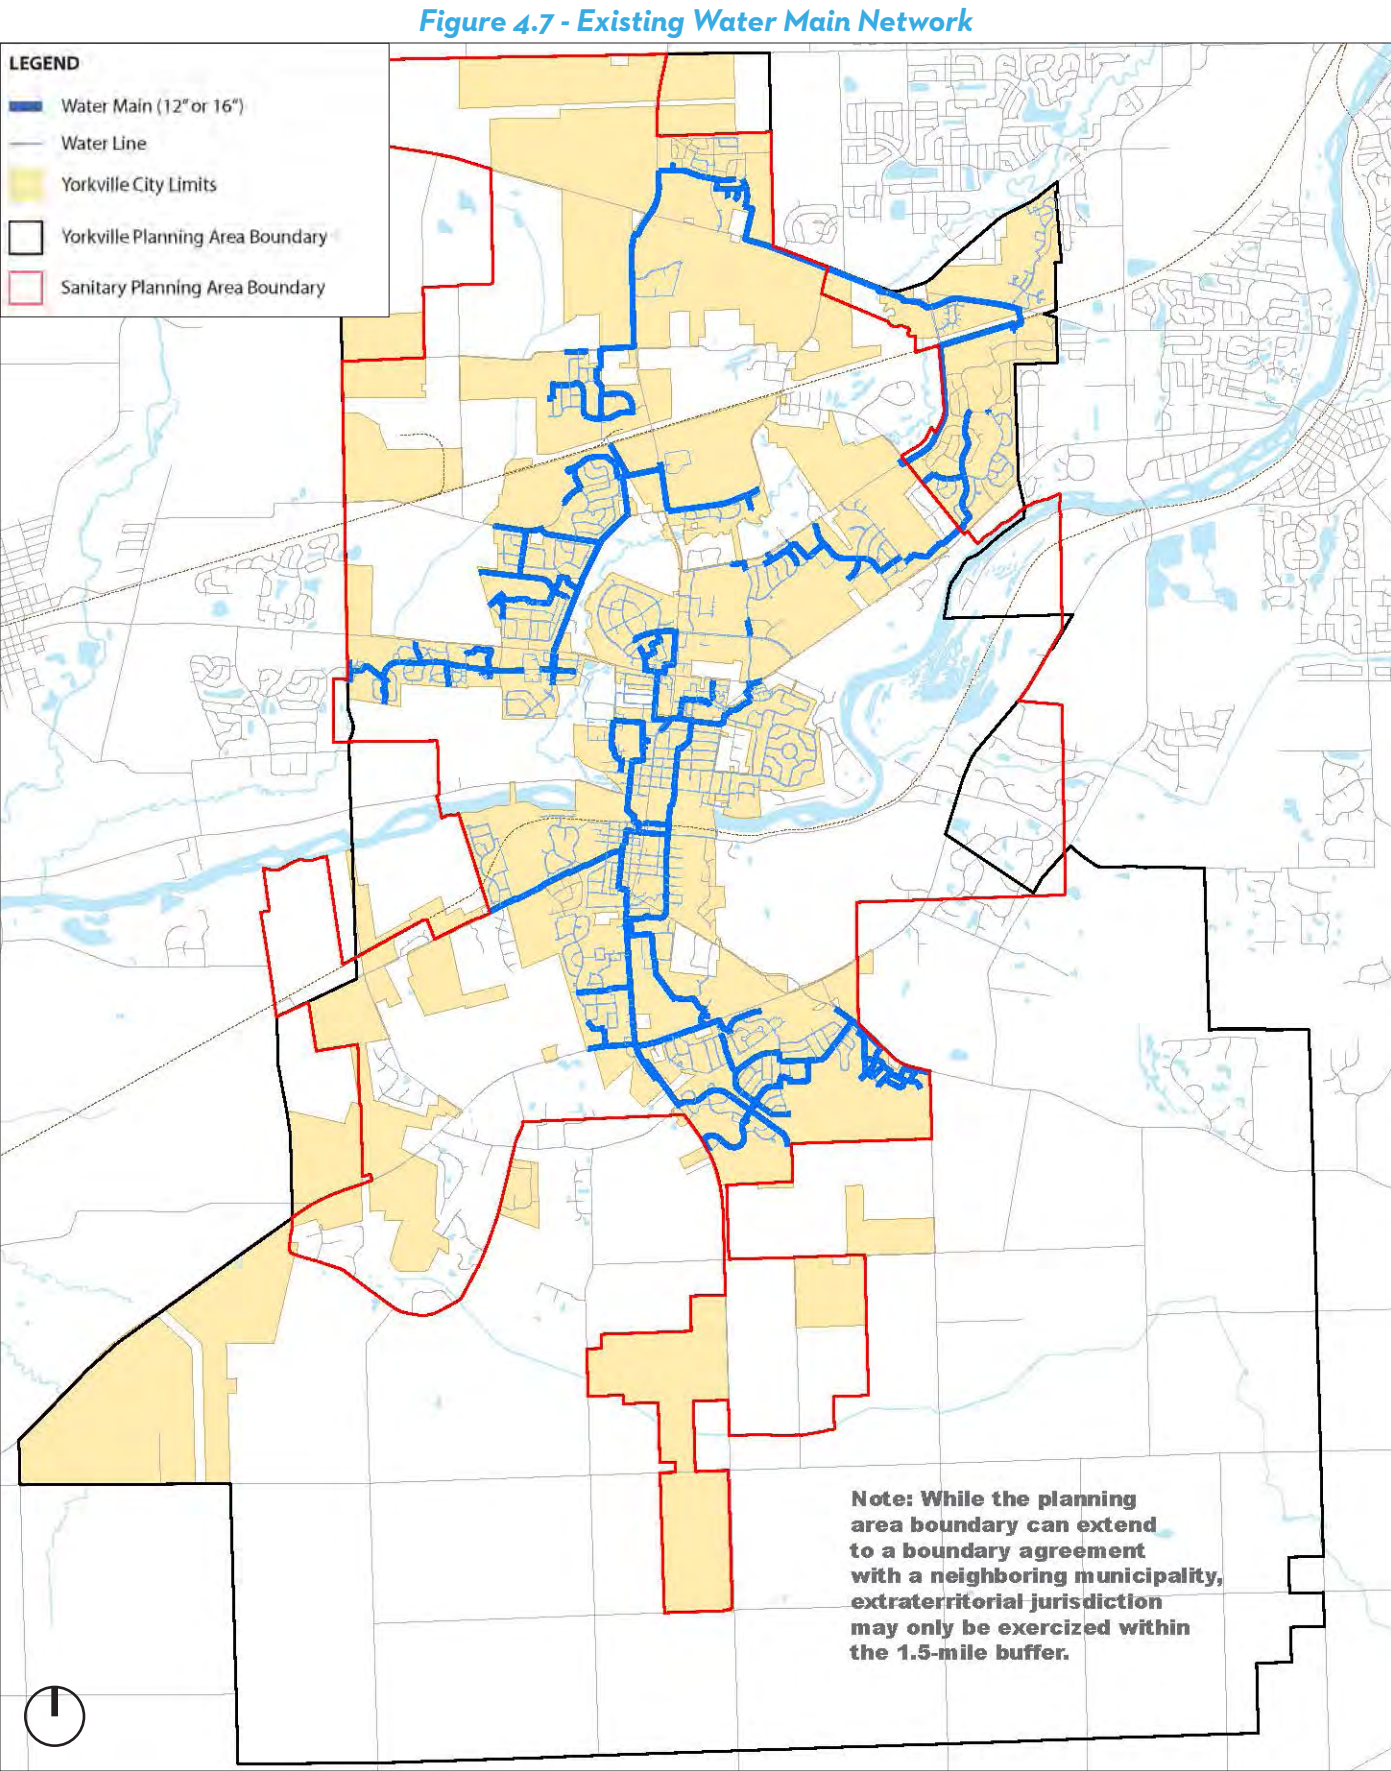 Figure 4.7 - Existing Water Main Network
LEGEND
Water Main (12" or 16")
Water Line
Yorkville City Limits
Yorkville Planning Area Boundary
Sanitary Planning Area Boundary
Note: While the planning
area boundary can extend
to a boundary agreement
with a neighboring municipality,
extraterritorial jurisdiction
may only be exercized within
the 1.5-mile buffer.